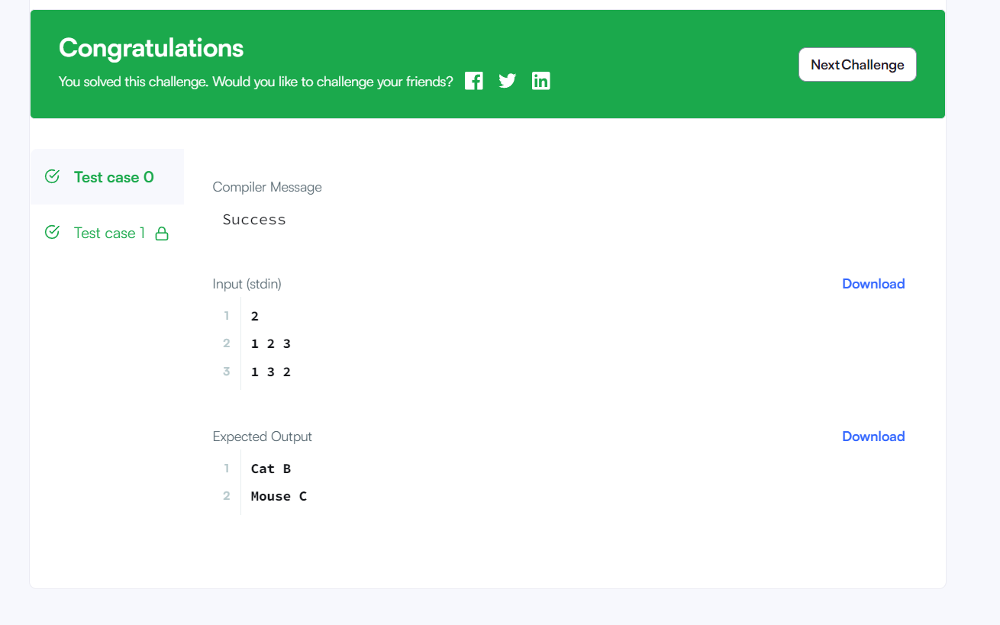 Congratulations
You solved this challenge. Would you like to challenge your friends?
Next Challenge
Test case 0
Test case 1
Compiler Message
Success
Input (stdin)
Download
1 2
2 1 2 3
3 1 3 2
Expected Output
Download
1 Cat B
2 Mouse C